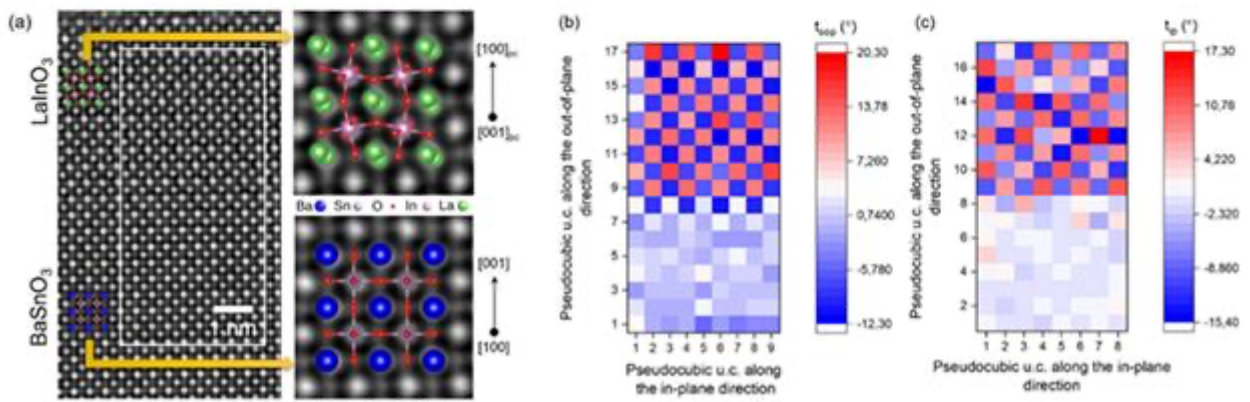 (a)
LaInO3
BaSnO3
1 nm
[100]pc
[001]pc
Ba Sn O In La
[001]
[100]
(b)
Pseudocubic u.c. along the out-of-plane
direction
17
15
13
11
9
7
5
3
1
1 2 3 4 5 6 7 8 9
Pseudocubic u.c. along
the in-plane direction
toop (°)
20,30
13,78
7,260
0,7400
-5,780
-12,30
(c)
Pseudocubic u.c. along the out-of-plane
direction
16
14
12
10
8
6
4
2
1 2 3 4 5 6 7 8
Pseudocubic u.c. along the in-plane
direction
tip (°)
17,30
10,78
4,220
-2,320
-8,860
-15,40